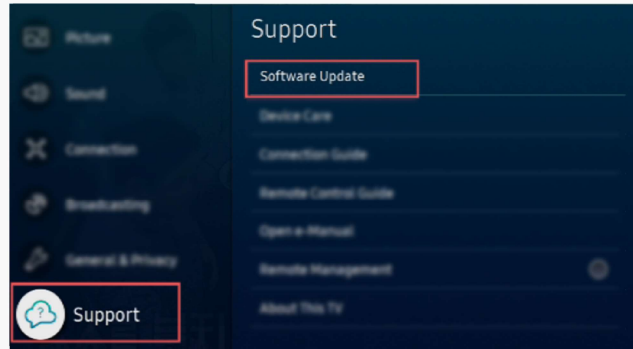 Picture
Sound
Connection
Broadcasting
General & Privacy
Support
Support
Software Update
Device Care
Connection Guide
Remote Control Guide
Open e-Manual
Remote Management
About This TV